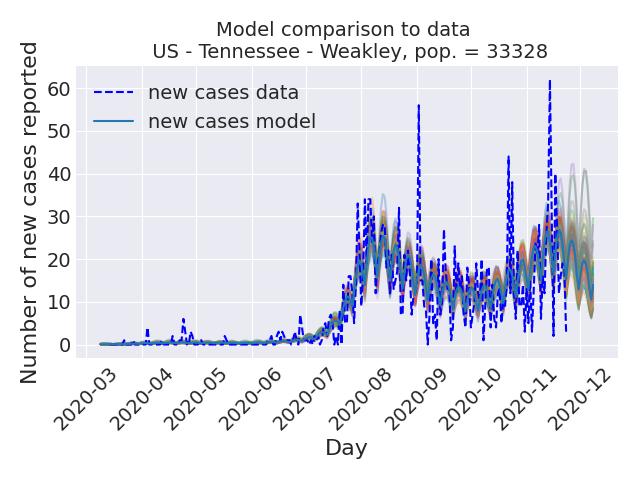 Model comparison to data
US - Tennessee - Weakley, pop. = 33328
Number of new cases reported
60
50
40
30
20
10
0
new cases data
new cases model
2020-03
2020-04
2020-05
2020-06
2020-07
2020-08
2020-09
2020-10
2020-11
2020-12
Day